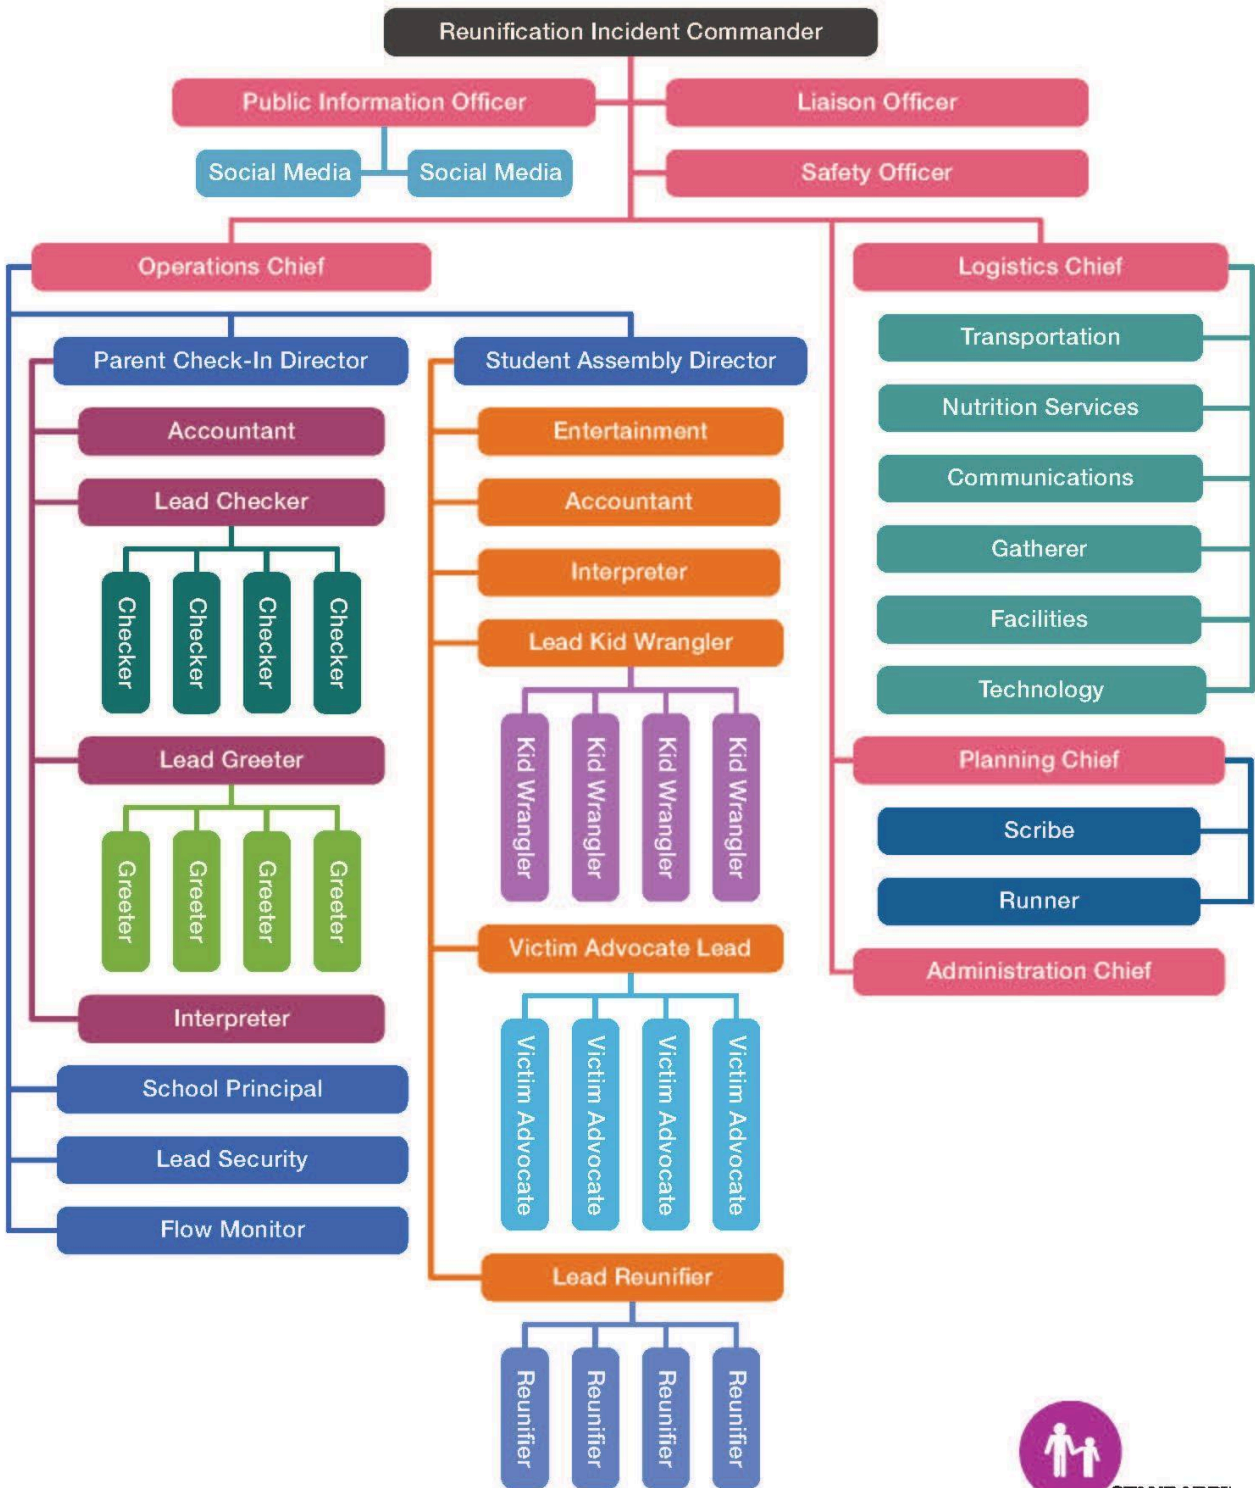 Reunification Incident Commander
Public Information Officer
Liaison Officer
Social Media
Social Media
Safety Officer
Operations Chief
Parent Check-In Director
Accountant
Lead Checker
Checker
Checker
Checker
Checker
Lead Greeter
Greeter
Greeter
Greeter
Greeter
Interpreter
School Principal
Lead Security
Flow Monitor
Student Assembly Director
Entertainment
Accountant
Interpreter
Lead Kid Wrangler
Kid Wrangler
Kid Wrangler
Kid Wrangler
Kid Wrangler
Victim Advocate Lead
Victim Advocate
Victim Advocate
Victim Advocate
Victim Advocate
Lead Reunifier
Reunifier
Reunifier
Reunifier
Reunifier
Logistics Chief
Transportation
Nutrition Services
Communications
Gatherer
Facilities
Technology
Planning Chief
Scribe
Runner
Administration Chief